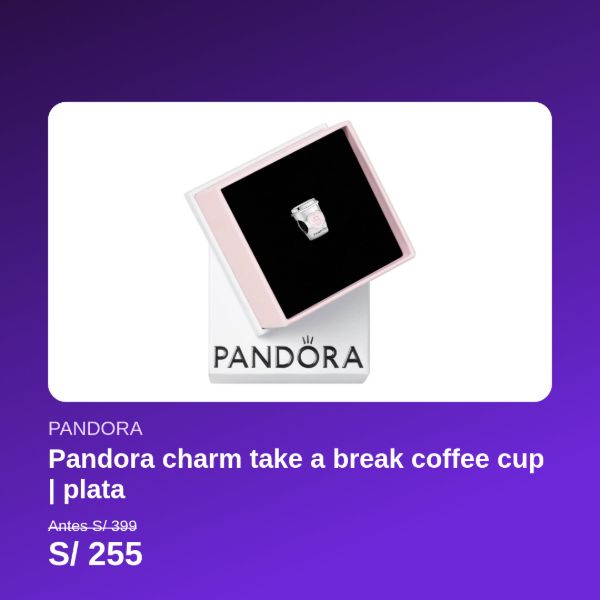 PANDORA
PANDORA
Pandora charm take a break coffee cup
| plata
Antes S/ 399
S/ 255